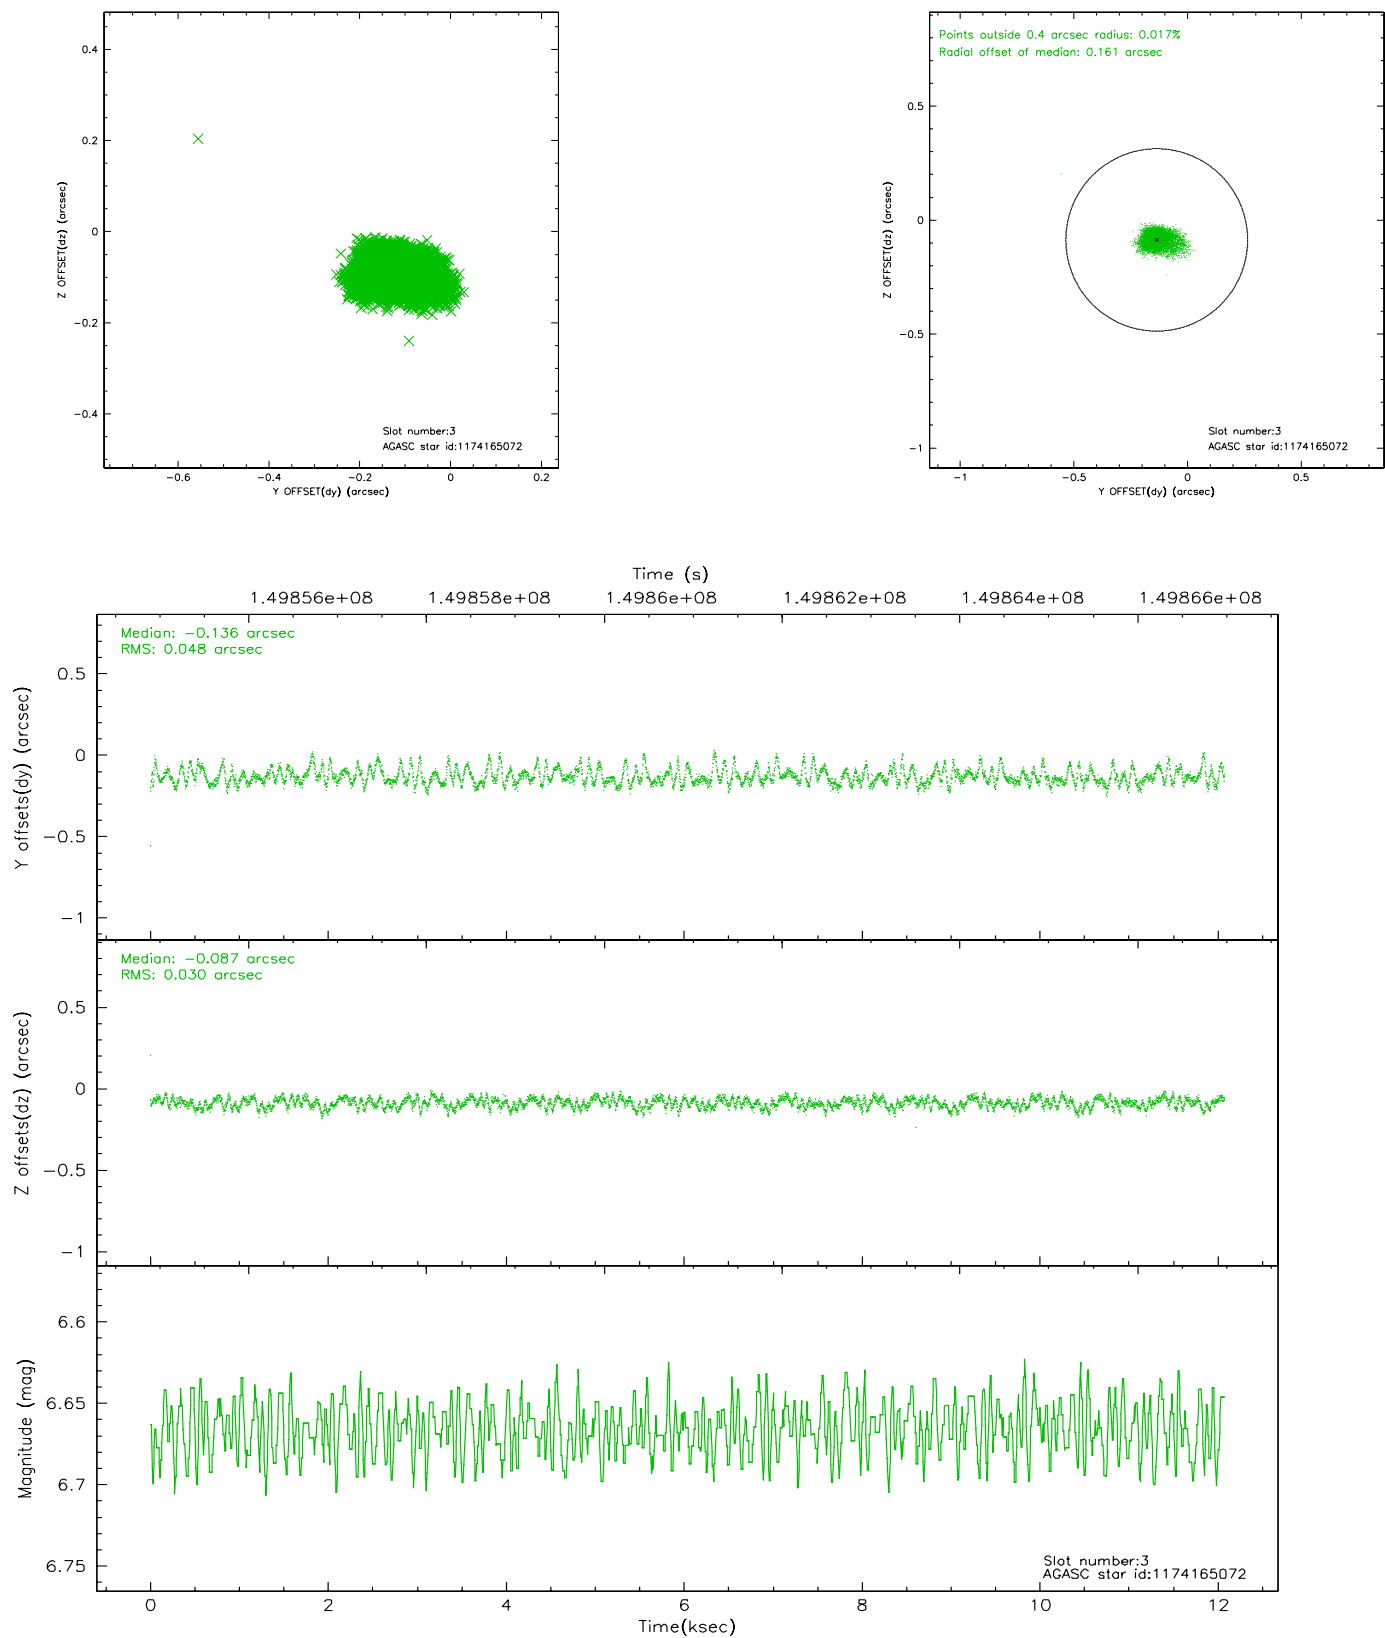 0.4
0.2
0
−0.2
−0.4
Z OFFSET(dz) (arcsec)
Slot number:3
AGASC star id:1174165072
−0.6 −0.4 −0.2 0 0.2
Y OFFSET(dy) (arcsec)
Points outside 0.4 arcsec radius: 0.017%
Radial offset of median: 0.161 arcsec
0.5
0
−0.5
−1
Z OFFSET(dz) (arcsec)
Slot number:3
AGASC star id:1174165072
−1 −0.5 0 0.5
Y OFFSET(dy) (arcsec)
Time (s)
1.49856e+08 1.49858e+08 1.4986e+08 1.49862e+08 1.49864e+08 1.49866e+08
Median: −0.136 arcsec
RMS: 0.048 arcsec
0.5
0
−0.5
−1
Y offsets(dy) (arcsec)
Median: −0.087 arcsec
RMS: 0.030 arcsec
0.5
0
−0.5
−1
Z offsets(dz) (arcsec)
6.6
6.65
6.7
6.75
Magnitude (mag)
Slot number:3
AGASC star id:1174165072
0 2 4 6 8 10 12
Time(ksec)